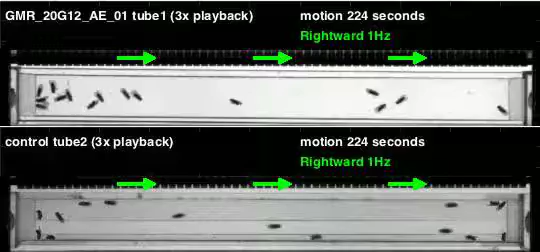 GMR_20G12_AE_01 tube1 (3x playback) motion 224 seconds
Rightward 1Hz
control tube2 (3x playback) motion 224 seconds
Rightward 1Hz